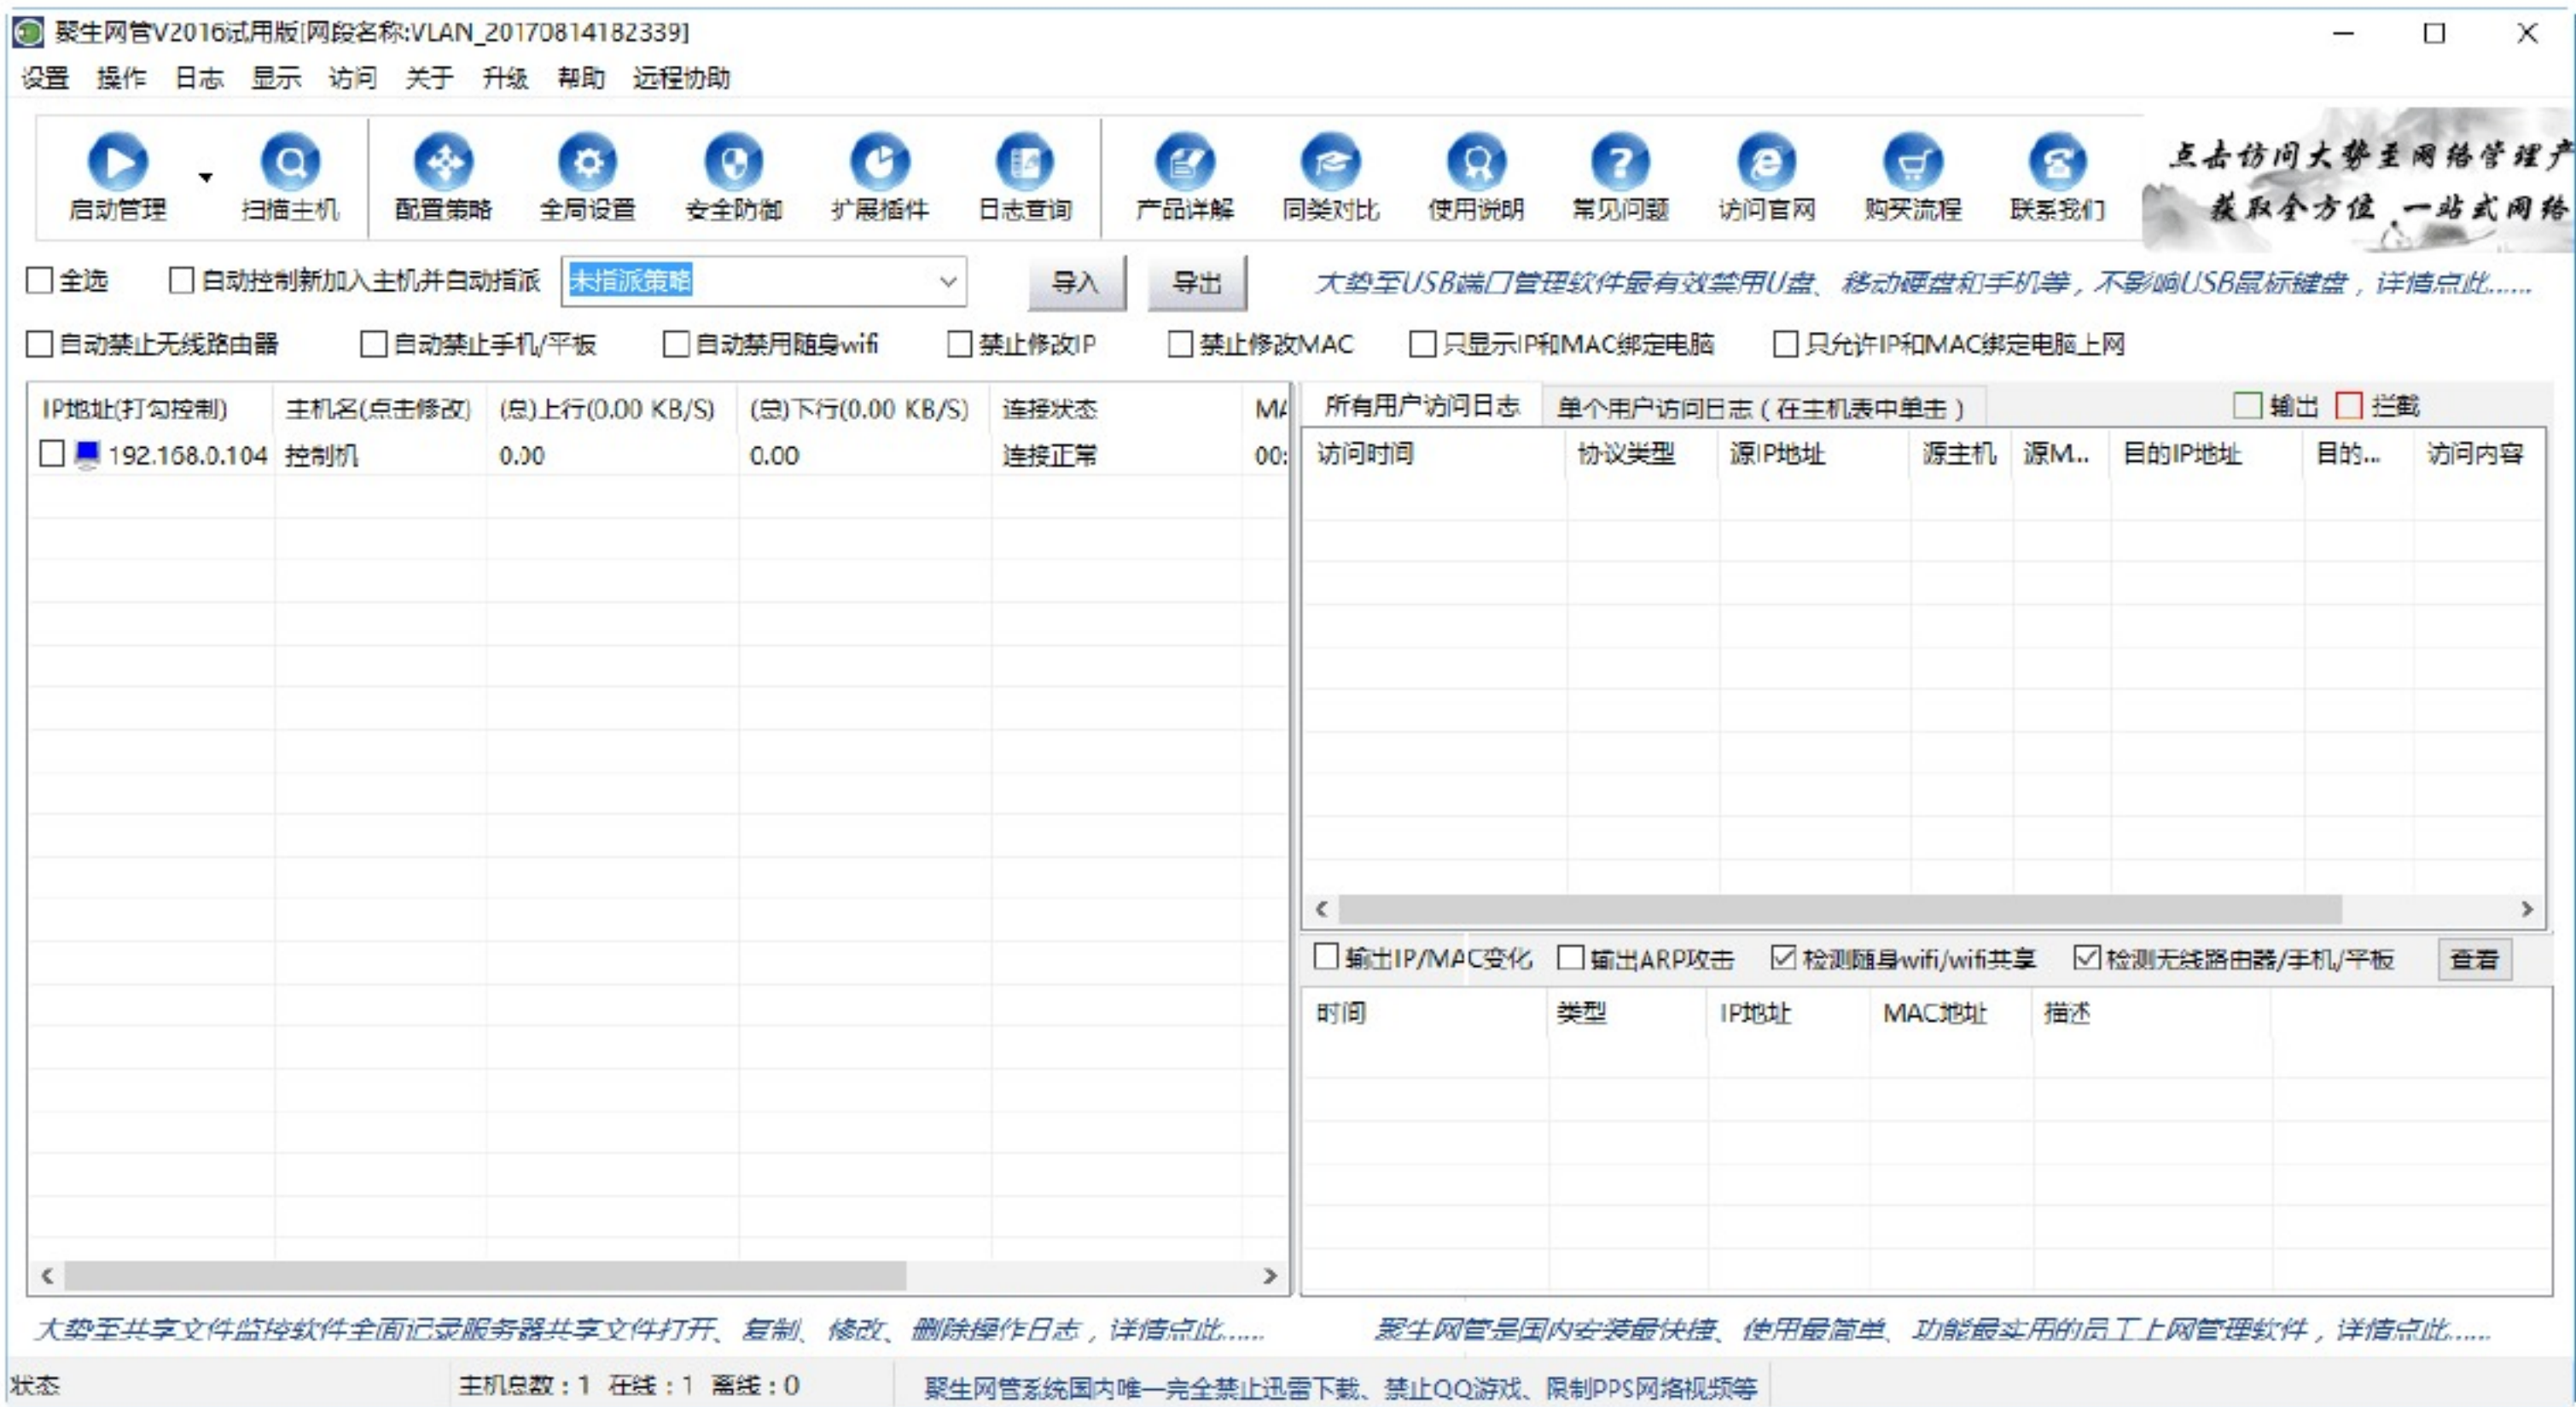 聚生网管V2016试用版[网段名称:VLAN_20170814182339]
设置 操作 日志 显示 访问 关于 升级 帮助 远程协助
启动管理 扫描主机 配置策略 全局设置 安全防御 扩展插件 日志查询 产品详解 同类对比 使用说明 常见问题 访问官网 购买流程 联系我们
点击访问大势至网络管理产
获取全方位 一站式网络
全选 自动控制新加入主机并自动指派 未指派策略 导入 导出 大势至USB端口管理软件最有效禁用U盘、移动硬盘和手机等，不影响USB鼠标键盘，详情点此......
自动禁止无线路由器 自动禁止手机/平板 自动禁用随身wifi 禁止修改IP 禁止修改MAC 只显示IP和MAC绑定电脑 只允许IP和MAC绑定电脑上网
IP地址(打勾控制) 主机名(点击修改) (总)上行(0.00 KB/S) (总)下行(0.00 KB/S) 连接状态 MA
192.168.0.104 控制机 0.00 0.00 连接正常 00:
所有用户访问日志 单个用户访问日志（在主机表中单击） 输出 拦截
访问时间 协议类型 源IP地址 源主机 源M... 目的IP地址 目的... 访问内容
输出IP/MAC变化 输出ARP攻击 检测随身wifi/wifi共享 检测无线路由器/手机/平板 查看
时间 类型 IP地址 MAC地址 描述
大势至共享文件监控软件全面记录服务器共享文件打开、复制、修改、删除操作日志，详情点此...... 聚生网管是国内安装最快捷、使用最简单、功能最实用的员工上网管理软件，详情点此......
状态 主机总数：1 在线：1 离线：0 聚生网管系统国内唯一完全禁止迅雷下载、禁止QQ游戏、限制PPS网络视频等